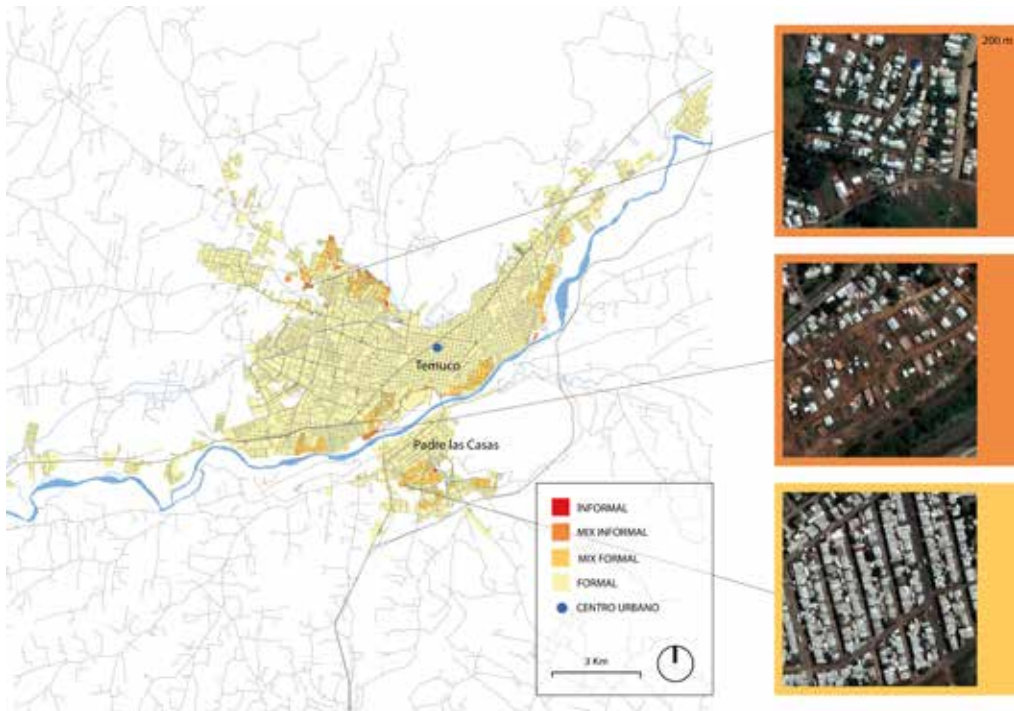 200 m
Temuco
Padre las Casas
INFORMAL
MIX INFORMAL
MIX FORMAL
FORMAL
CENTRO URBANO
3 Km